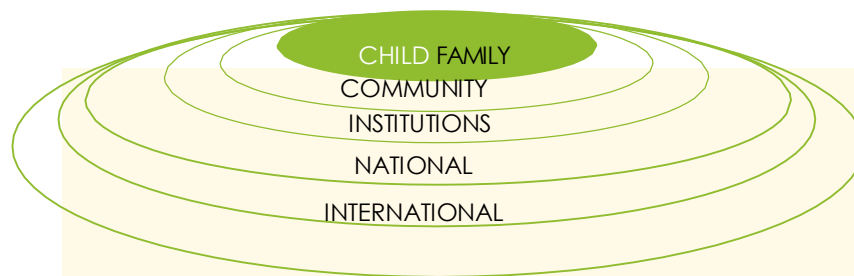 CHILD FAMILY
COMMUNITY
INSTITUTIONS
NATIONAL
INTERNATIONAL